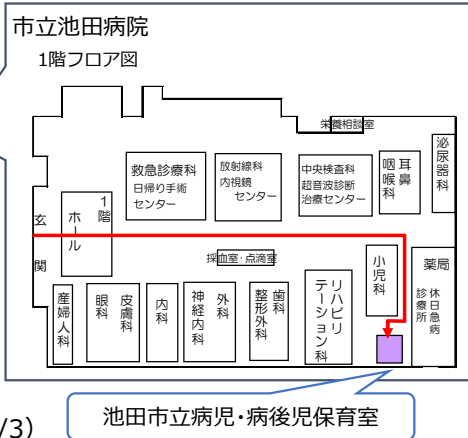 市立池田病院
1階フロア図
栄養相談室
泌尿器科
耳鼻
咽喉科
中央検査科
超音波診断
治療センター
放射線科
内視鏡
センター
救急診療科
日帰り手術
センター
1階
ホール
玄関
採血室・点滴室
小児科
薬局
休日急病
診療所
産婦人科
皮膚科
眼科
内科
外科
神経内科
歯科
整形外科
リハビリ
テーション科
池田市立病児・病後児保育室
/3）